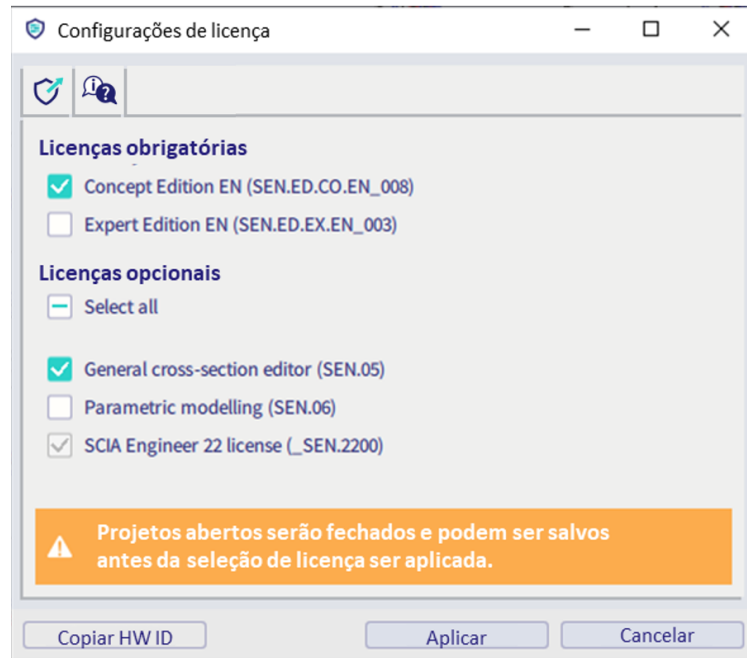 Configurações de licença
Licenças obrigatórias
Concept Edition EN (SEN.ED.CO.EN_008)
Expert Edition EN (SEN.ED.EX.EN_003)
Licenças opcionais
Select all
General cross-section editor (SEN.05)
Parametric modelling (SEN.06)
SCIA Engineer 22 license (_SEN.2200)
Projetos abertos serão fechados e podem ser salvos
antes da seleção de licença ser aplicada.
Copiar HW ID
Aplicar
Cancelar